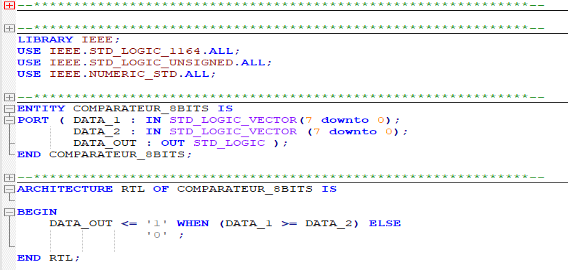 --***************************************************************--
--***************************************************************--
LIBRARY IEEE;
USE IEEE.STD_LOGIC_1164.ALL;
USE IEEE.STD_LOGIC_UNSIGNED.ALL;
USE IEEE.NUMERIC_STD.ALL;
--***************************************************************--
ENTITY COMPARATEUR_8BITS IS
PORT ( DATA_1 : IN STD_LOGIC_VECTOR(7 downto 0);
DATA_2 : IN STD_LOGIC_VECTOR (7 downto 0);
DATA_OUT : OUT STD_LOGIC );
END COMPARATEUR_8BITS;
--***************************************************************--
ARCHITECTURE RTL OF COMPARATEUR_8BITS IS
BEGIN
DATA_OUT <= '1' WHEN (DATA_1 >= DATA_2) ELSE
'0' ;
END RTL;